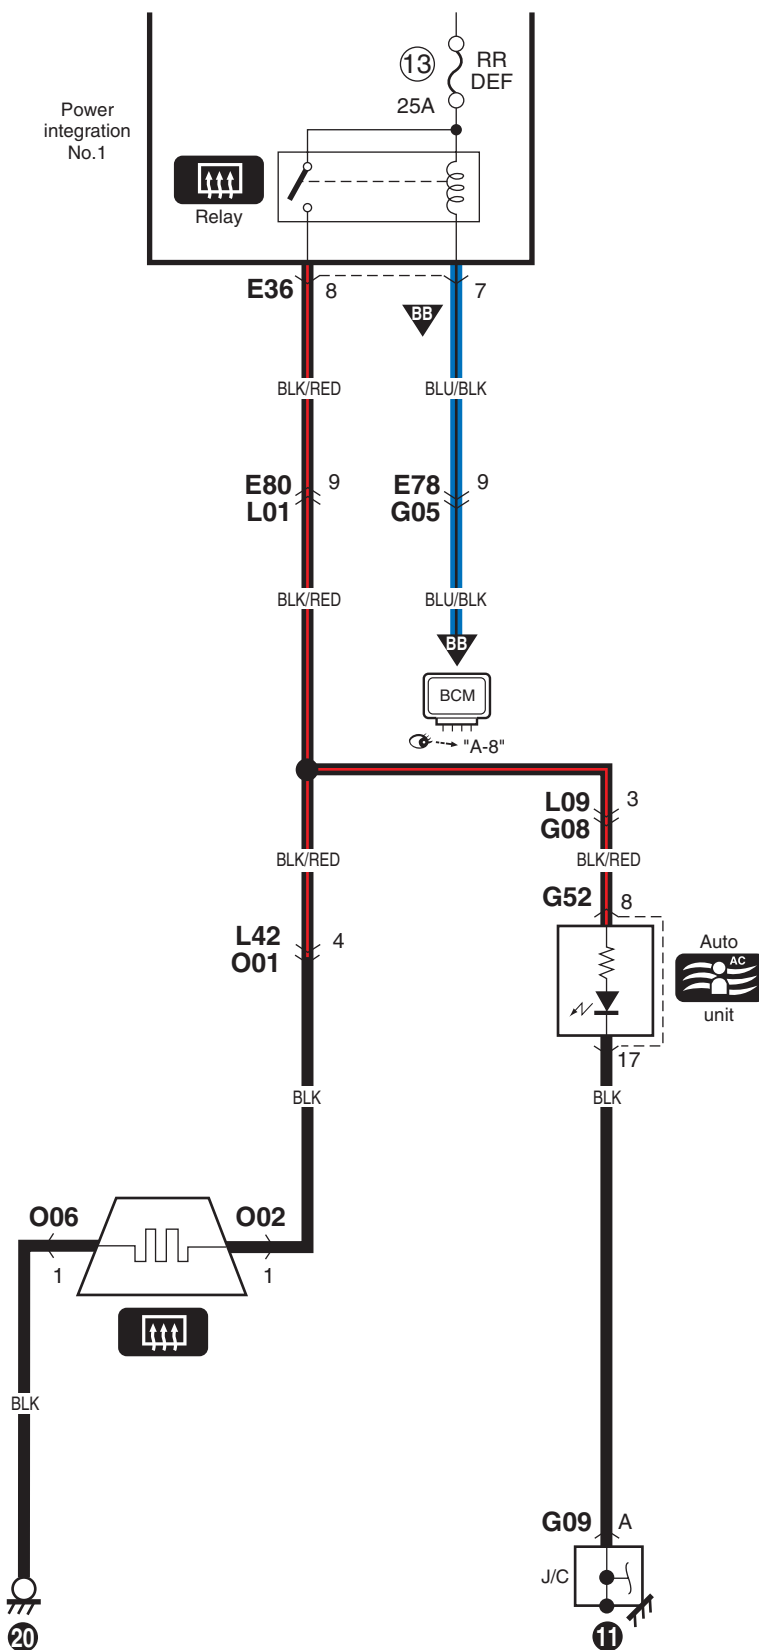 13
RR
DEF
25A
Power
integration
No.1
Relay
E36
8
7
BB
BLK/RED
BLU/BLK
E80
L01
9
E78
G05
9
BLK/RED
BLU/BLK
BB
BCM
"A-8"
L09
G08
3
BLK/RED
BLK/RED
G52
8
L42
O01
4
Auto
AC
unit
17
BLK
BLK
O06
1
O02
1
BLK
G09
A
J/C
20
11